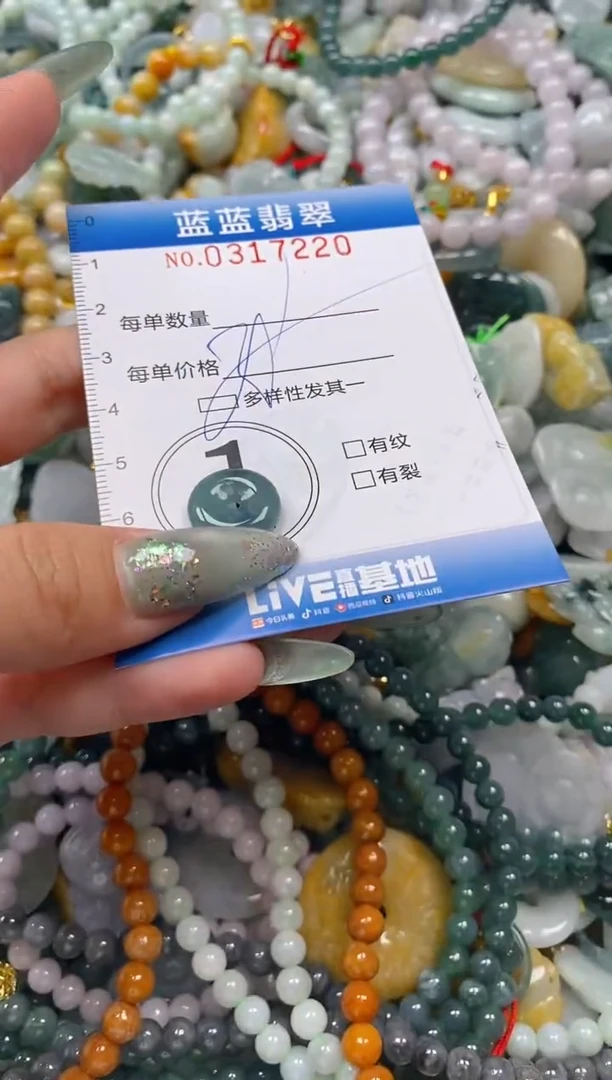 蓝蓝翡翠
NO.0317220
每单数量
每单价格
多样性发其一
1
有纹
有裂
LIVE直播基地
今日头条 抖音 西瓜视频 抖音火山版
0
1
2
3
4
5
6